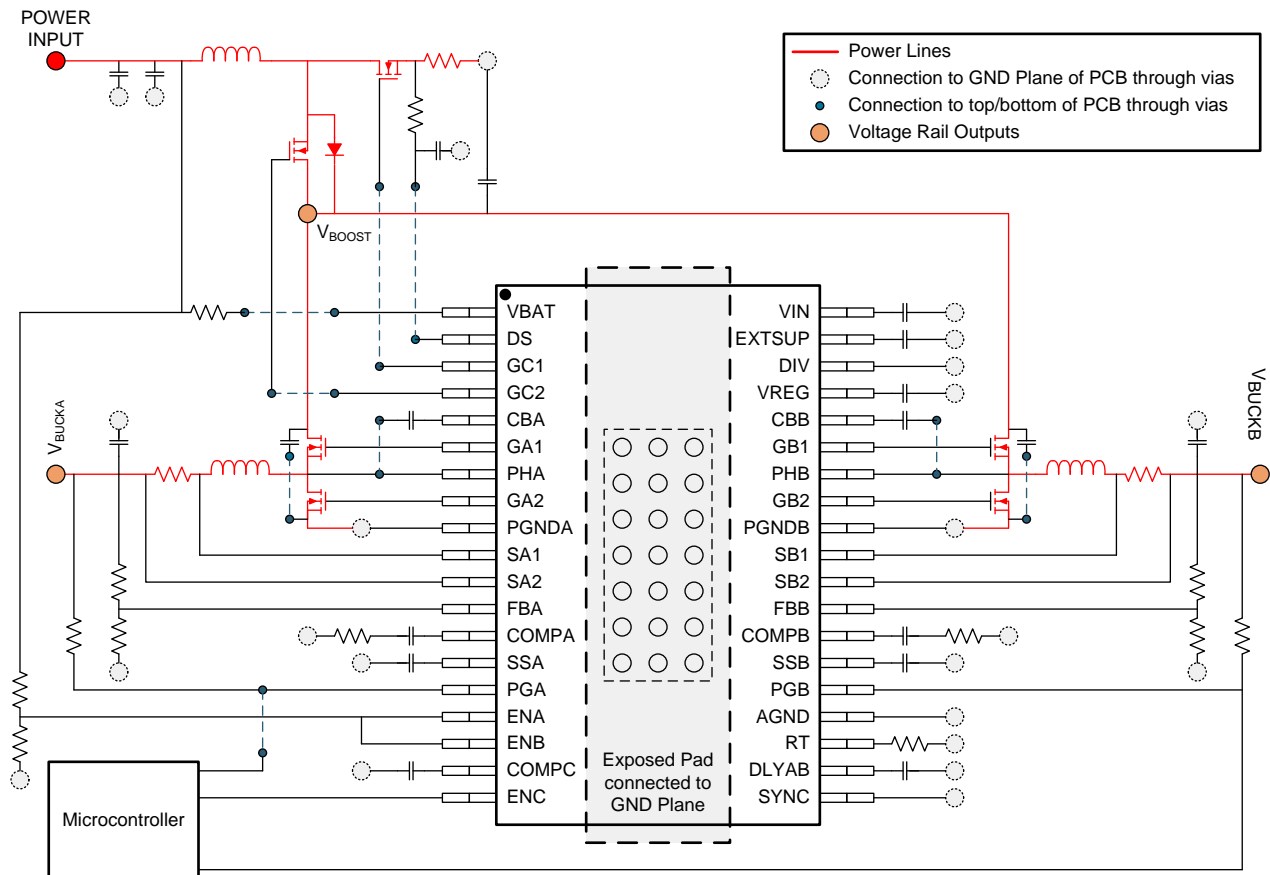 POWER
INPUT
Power Lines
Connection to GND Plane of PCB through vias
Connection to top/bottom of PCB through vias
Voltage Rail Outputs
VBOOST
VBUCKA
VBUCKB
VBAT
DS
GC1
GC2
CBA
GA1
PHA
GA2
PGNDA
SA1
SA2
FBA
COMPA
SSA
PGA
ENA
ENB
COMPC
ENC
VIN
EXTSUP
DIV
VREG
CBB
GB1
PHB
GB2
PGNDB
SB1
SB2
FBB
COMPB
SSB
PGB
AGND
RT
DLYAB
SYNC
Exposed Pad
connected to
GND Plane
Microcontroller